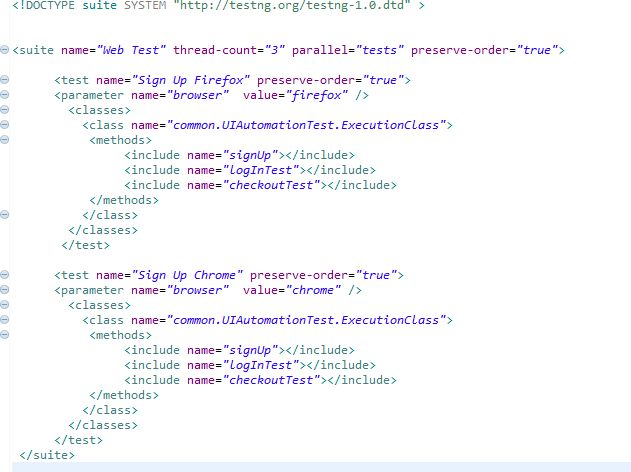 <!DOCTYPE suite SYSTEM "http://testng.org/testng-1.0.dtd" >
<suite name="Web Test" thread-count="3" parallel="tests" preserve-order="true">
<test name="Sign Up Firefox" preserve-order="true">
<parameter name="browser"  value="firefox" />
<classes>
<class name="common.UIAutomationTest.ExecutionClass">
<methods>
<include name="signUp"></include>
<include name="logInTest"></include>
<include name="checkoutTest"></include>
</methods>
</class>
</classes>
</test>
<test name="Sign Up Chrome" preserve-order="true">
<parameter name="browser"  value="chrome" />
<classes>
<class name="common.UIAutomationTest.ExecutionClass">
<methods>
<include name="signUp"></include>
<include name="logInTest"></include>
<include name="checkoutTest"></include>
</methods>
</class>
</classes>
</test>
</suite>